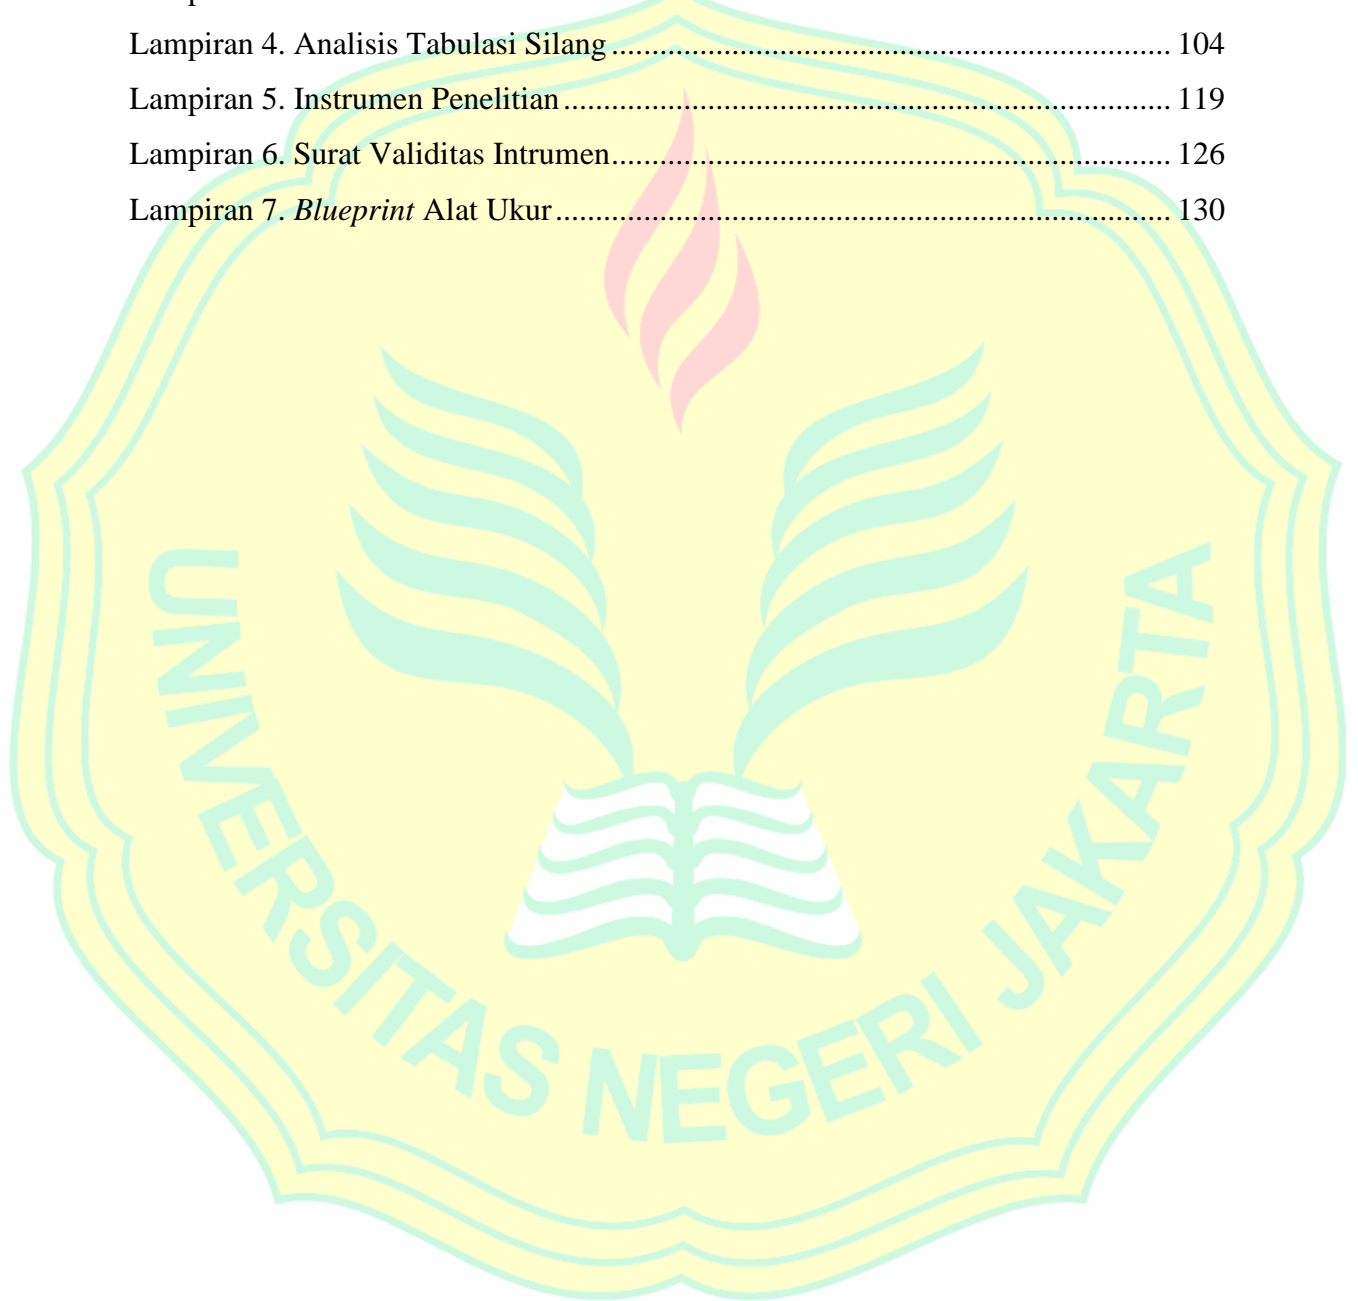 Lampiran 4. Analisis Tabulasi Silang ........................................................................ 104
Lampiran 5. Instrumen Penelitian ............................................................................. 119
Lampiran 6. Surat Validitas Intrumen....................................................................... 126
Lampiran 7. Blueprint Alat Ukur .............................................................................. 130
UNIVERSITAS NEGERI JAKARTA